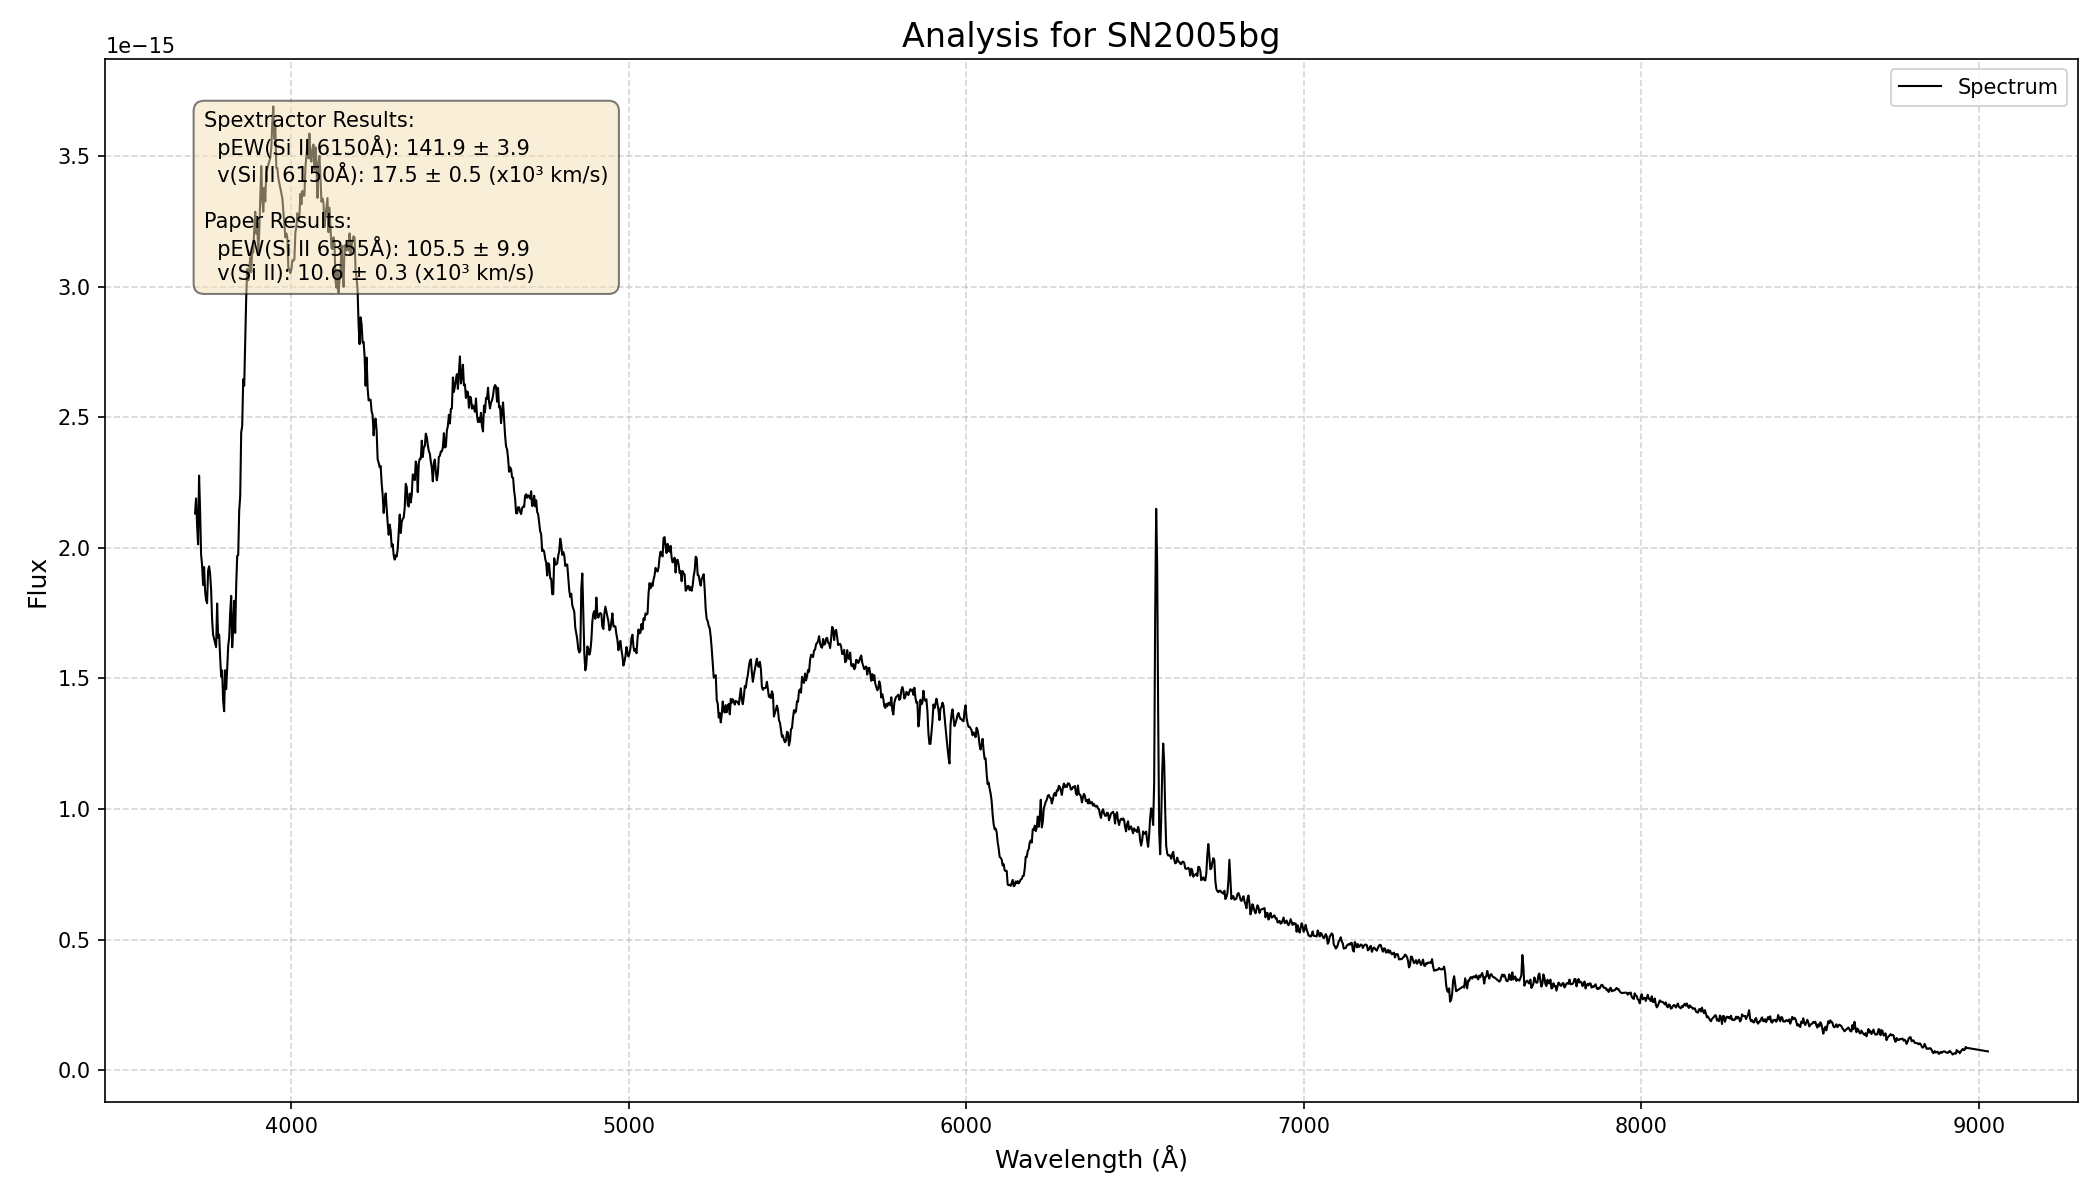 Analysis for SN2005bg
1e−15
Spectrum
Spextractor Results:
pEW(Si II 6150Å): 141.9 ± 3.9
v(Si II 6150Å): 17.5 ± 0.5 (x10³ km/s)
Paper Results:
pEW(Si II 6355Å): 105.5 ± 9.9
v(Si II): 10.6 ± 0.3 (x10³ km/s)
3.5
3.0
2.5
2.0
1.5
1.0
0.5
0.0
Flux
4000 5000 6000 7000 8000 9000
Wavelength (Å)